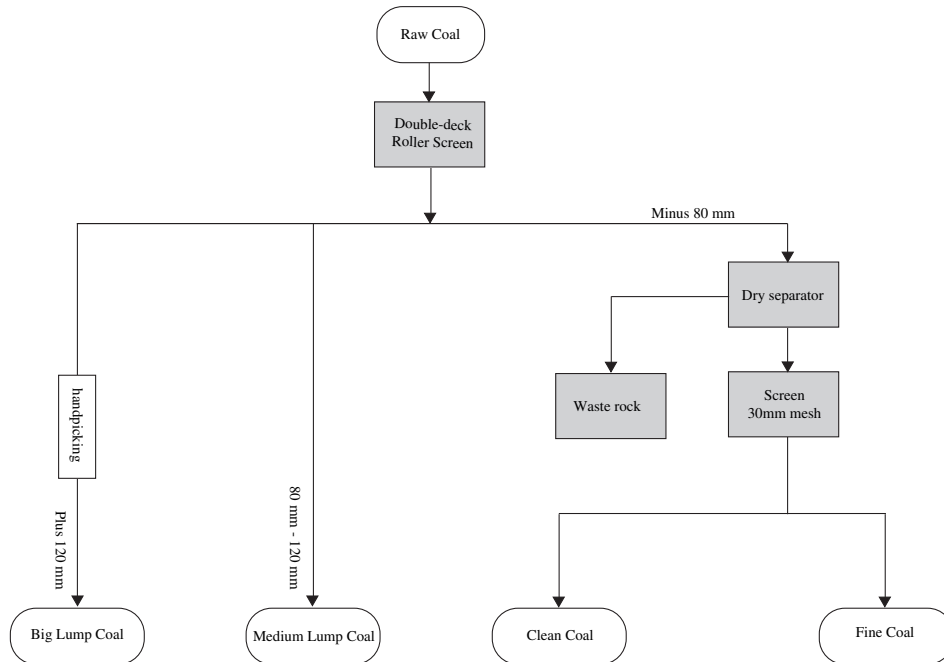 Raw Coal
Double-deck
Roller Screen
Minus 80 mm
Dry separator
handpicking
Waste rock
Screen
30mm mesh
Plus 120 mm
80 mm - 120 mm
Big Lump Coal
Medium Lump Coal
Clean Coal
Fine Coal